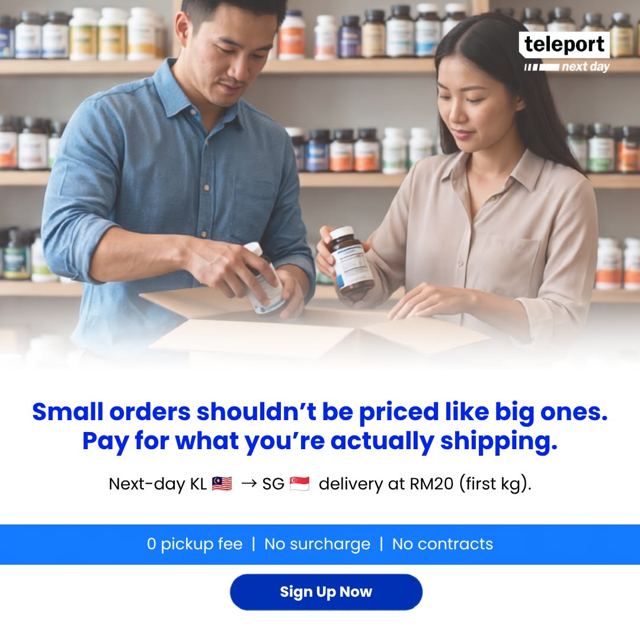 teleport
next day
Small orders shouldn't be priced like big ones.
Pay for what you're actually shipping.
Next-day KL 🇲🇾 → SG 🇸🇬 delivery at RM20 (first kg).
0 pickup fee | No surcharge | No contracts
Sign Up Now